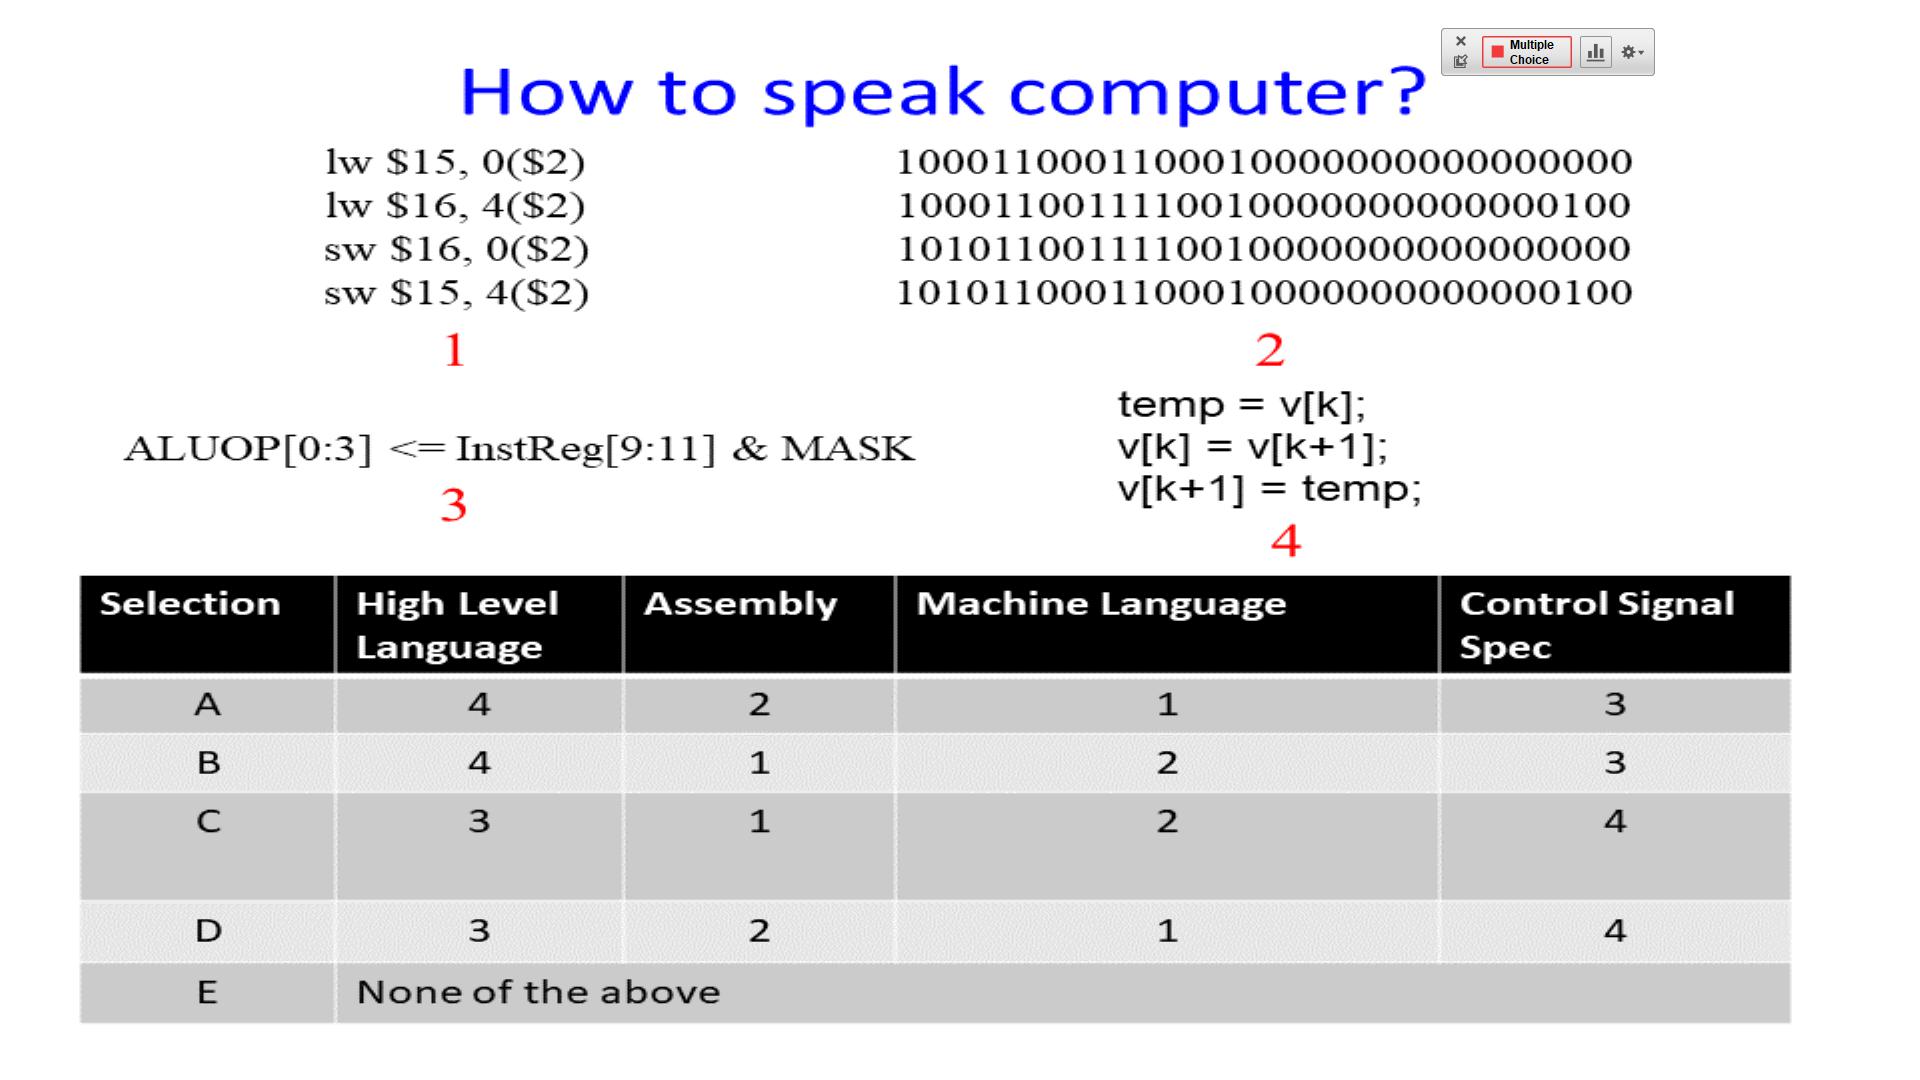 Multiple
Choice
How to speak computer?
lw $15, 0($2)
lw $16, 4($2)
sw $16, 0($2)
sw $15, 4($2)
1
10001100011000100000000000000000
10001100111100100000000000000100
10101100111100100000000000000000
10101100011000100000000000000100
2
ALUOP[0:3] <= InstReg[9:11] & MASK
3
temp = v[k];
v[k] = v[k+1];
v[k+1] = temp;
4
Selection High Level Language Assembly Machine Language Control Signal Spec
A 4 2 1 3
B 4 1 2 3
C 3 1 2 4
D 3 2 1 4
E None of the above